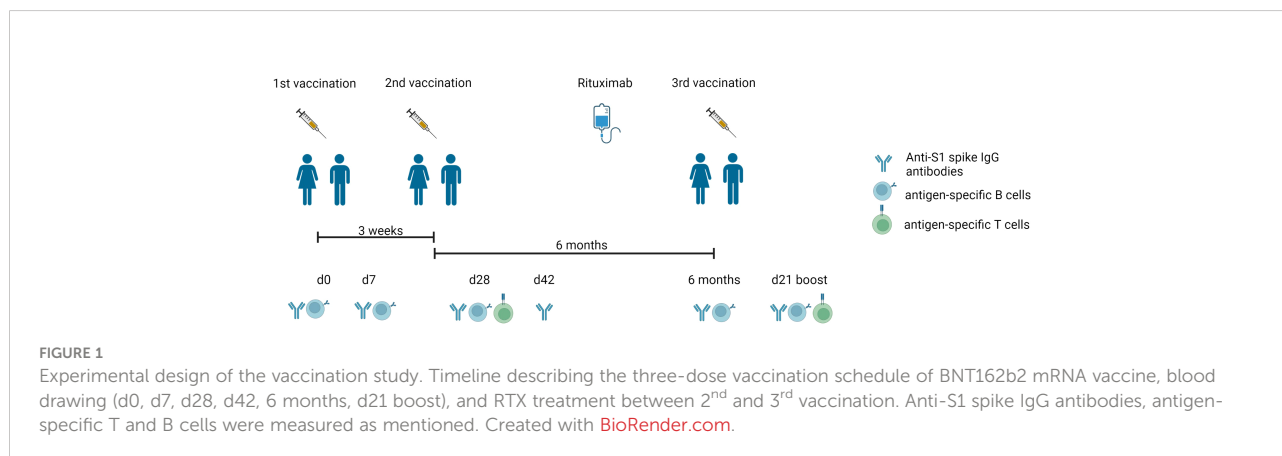 1st vaccination
2nd vaccination
Rituximab
3rd vaccination
Anti-S1 spike IgG
antibodies
antigen-specific B cells
antigen-specific T cells
3 weeks
6 months
d0
d7
d28
d42
6 months
d21 boost
FIGURE 1
Experimental design of the vaccination study. Timeline describing the three-dose vaccination schedule of BNT162b2 mRNA vaccine, blood
drawing (d0, d7, d28, d42, 6 months, d21 boost), and RTX treatment between 2nd and 3rd vaccination. Anti-S1 spike IgG antibodies, antigen-
specific T and B cells were measured as mentioned. Created with BioRender.com.